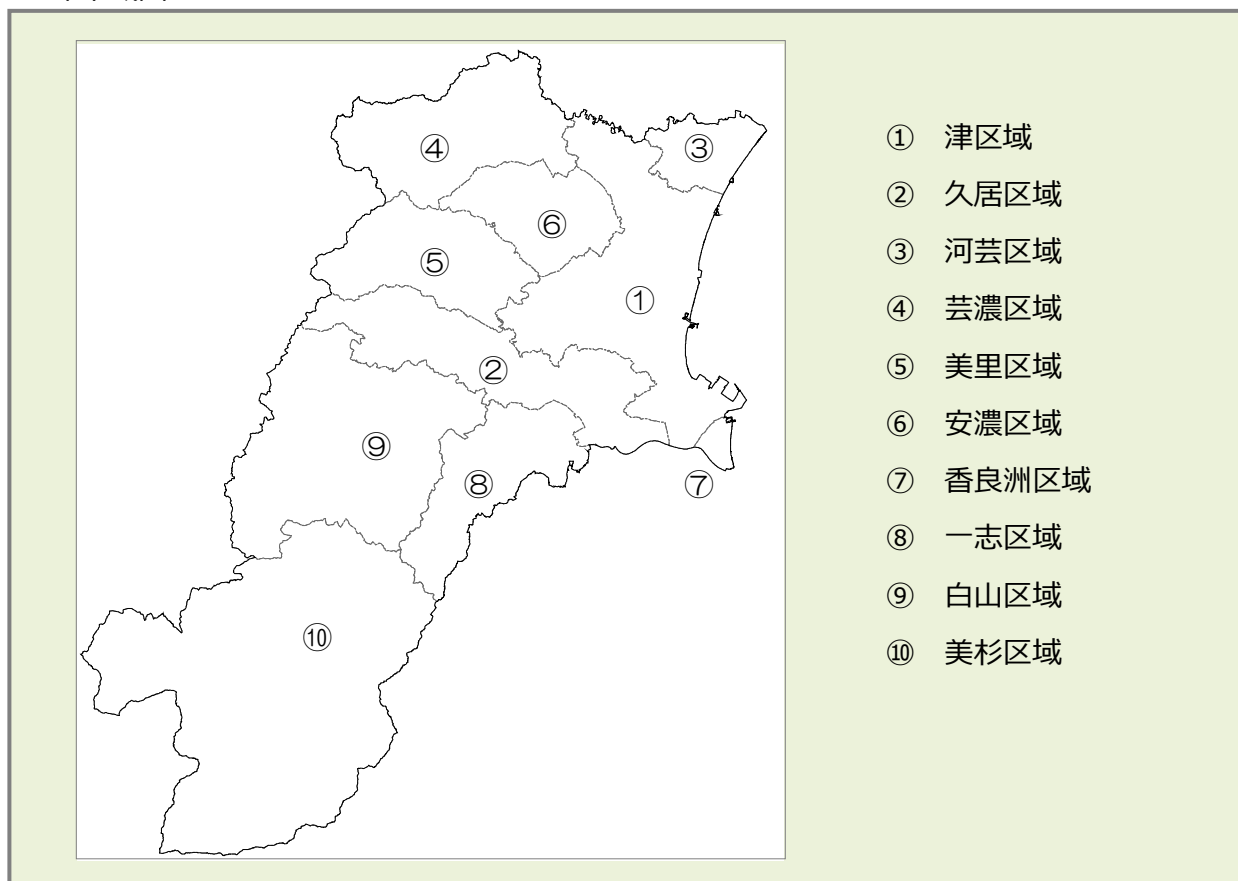 ④
③
⑥
⑤
①
②
⑨
⑧
⑦
⑩
① 津区域
② 久居区域
③ 河芸区域
④ 芸濃区域
⑤ 美里区域
⑥ 安濃区域
⑦ 香良洲区域
⑧ 一志区域
⑨ 白山区域
⑩ 美杉区域